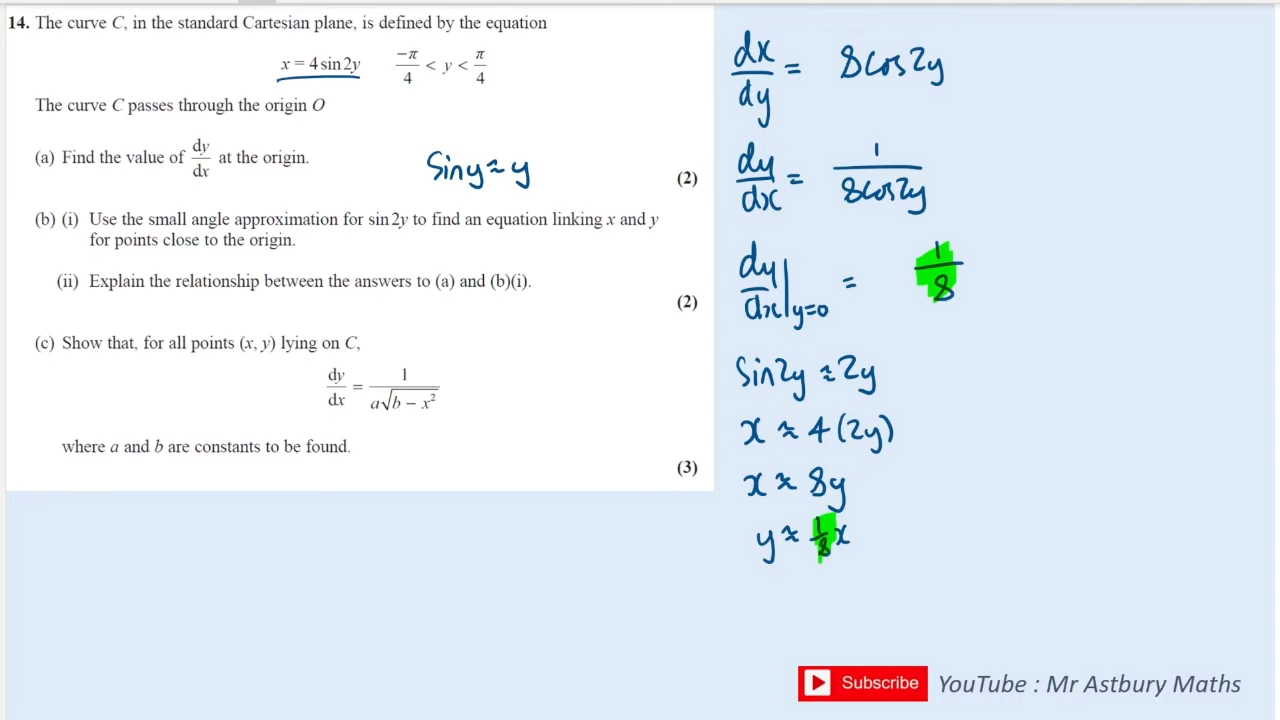 14. The curve C, in the standard Cartesian plane, is defined by the equation
x = 4 sin 2y    -π/4 < y < π/4
The curve C passes through the origin O
(a) Find the value of dy/dx at the origin.
sin y ≈ y
(2)
(b) (i) Use the small angle approximation for sin 2y to find an equation linking x and y
for points close to the origin.
(ii) Explain the relationship between the answers to (a) and (b)(i).
(2)
(c) Show that, for all points (x, y) lying on C,
dy/dx = 1/(a√(b − x²))
where a and b are constants to be found.
(3)
dx/dy = 8cos2y
dy/dx = 1/(8cos2y)
dy/dx|y=0 = 1/8
sin2y ≈ 2y
x ≈ 4(2y)
x ≈ 8y
y ≈ 1/8 x
Subscribe YouTube : Mr Astbury Maths